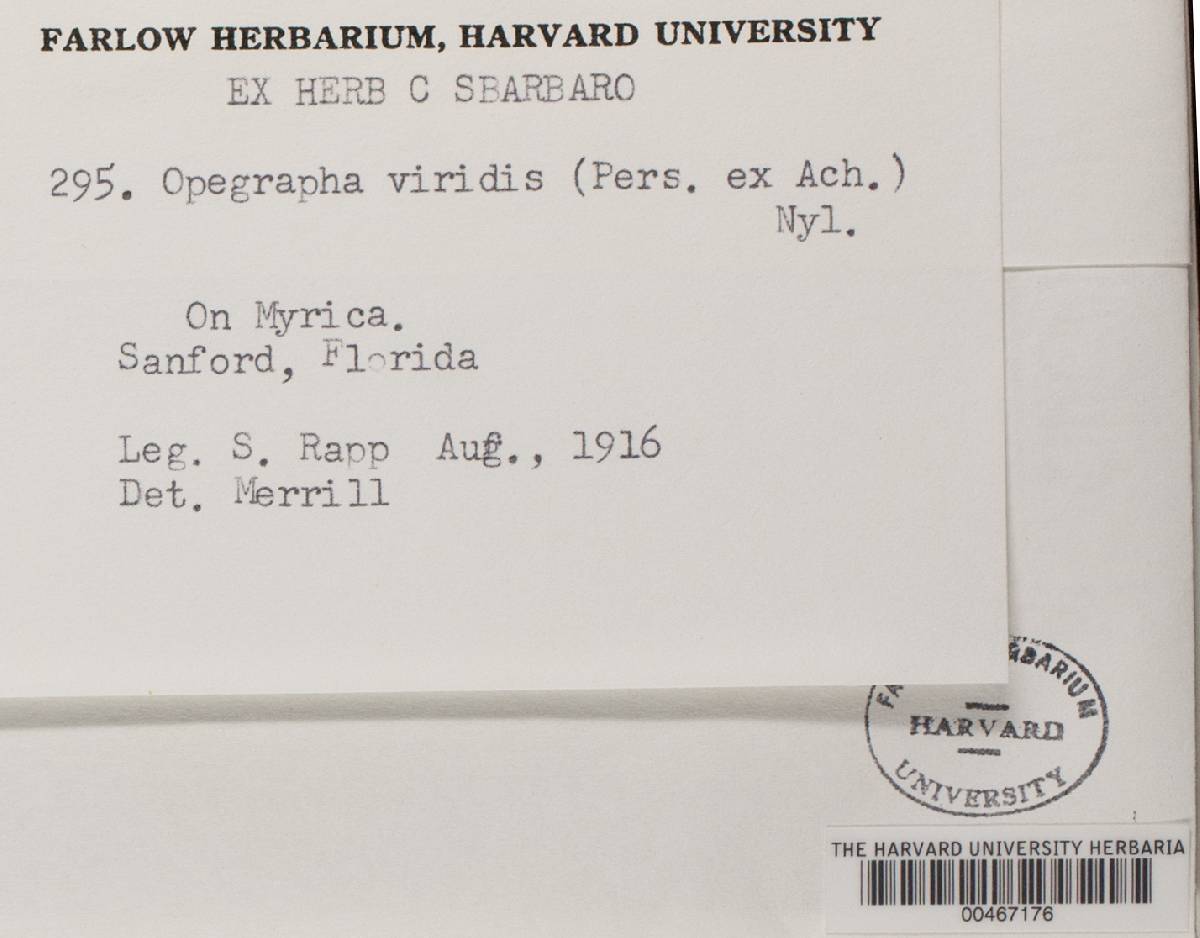 FARLOW HERBARIUM, HARVARD UNIVERSITY
EX HERB C SBARBARO
295. Opegrapha viridis (Pers. ex Ach.)
Nyl.
On Myrica.
Sanford, Florida
Leg. S. Rapp Aug., 1916
Det. Merrill
HARVARD
UNIVERSITY
THE HARVARD UNIVERSITY HERBARIA
00467176